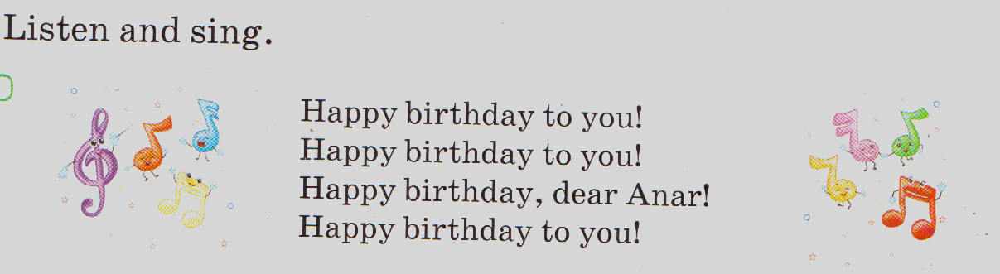 Listen and sing.
Happy birthday to you!
Happy birthday to you!
Happy birthday, dear Anar!
Happy birthday to you!